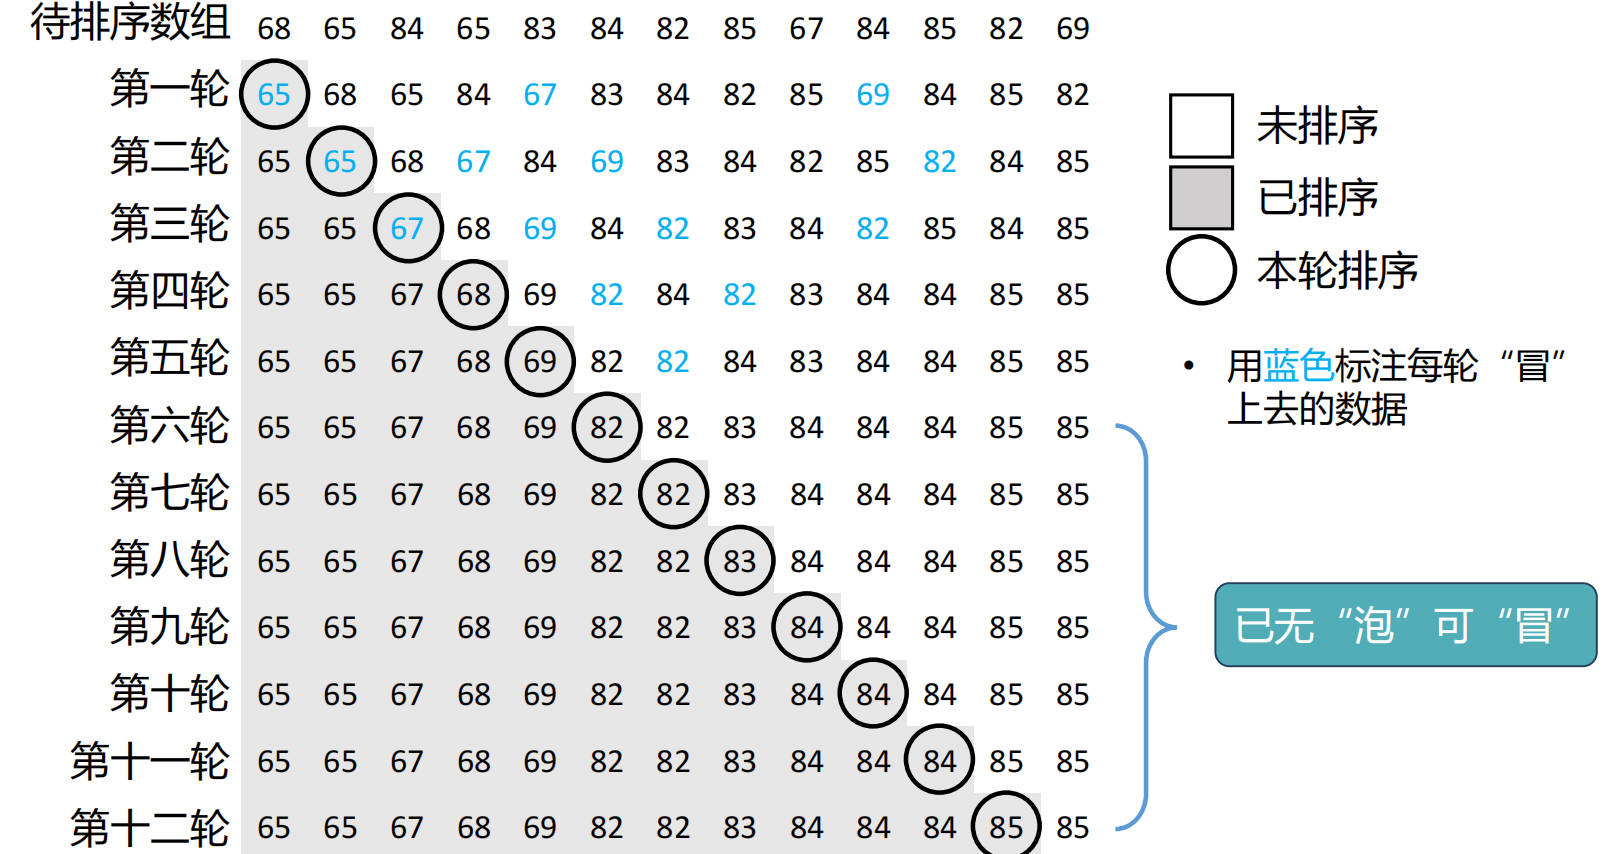 待排序数组 68 65 84 65 83 84 82 85 67 84 85 82 69
第一轮 65 68 65 84 67 83 84 82 85 69 84 85 82
第二轮 65 65 68 67 84 69 83 84 82 85 82 84 85
第三轮 65 65 67 68 69 84 82 83 84 82 85 84 85
第四轮 65 65 67 68 69 82 84 82 83 84 84 85 85
第五轮 65 65 67 68 69 82 82 84 83 84 84 85 85
第六轮 65 65 67 68 69 82 82 83 84 84 84 85 85
第七轮 65 65 67 68 69 82 82 83 84 84 84 85 85
第八轮 65 65 67 68 69 82 82 83 84 84 84 85 85
第九轮 65 65 67 68 69 82 82 83 84 84 84 85 85
第十轮 65 65 67 68 69 82 82 83 84 84 84 85 85
第十一轮 65 65 67 68 69 82 82 83 84 84 84 85 85
第十二轮 65 65 67 68 69 82 82 83 84 84 84 85 85
未排序
已排序
本轮排序
• 用蓝色标注每轮“冒”
上去的数据
已无“泡”可“冒”